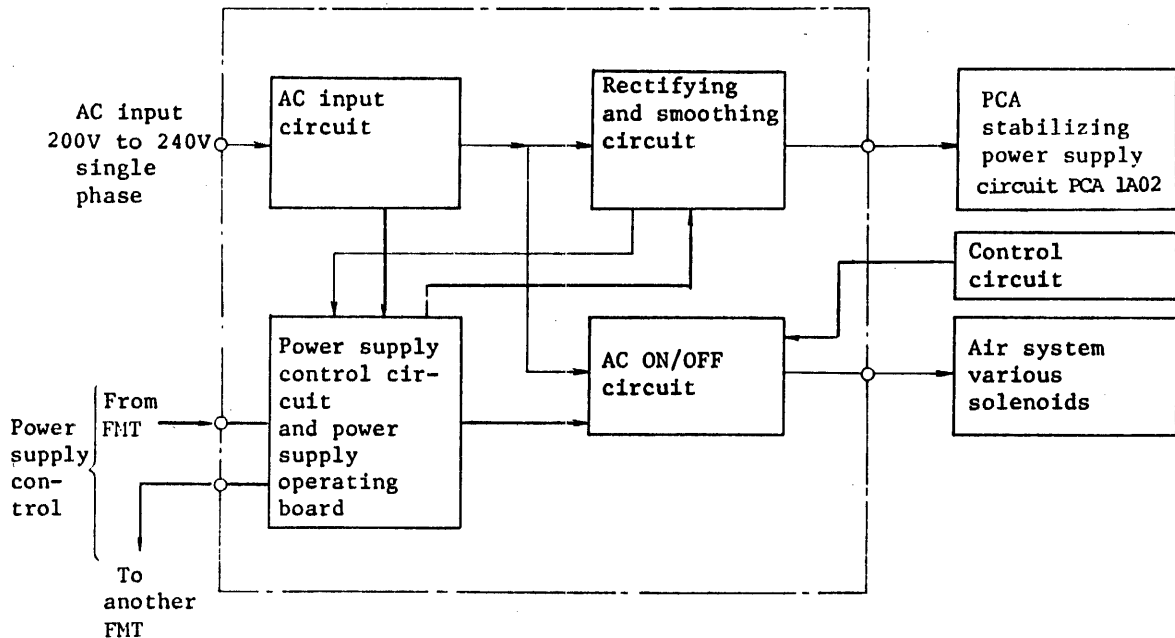 AC input
200V to 240V
single
phase
AC input
circuit
Rectifying
and smoothing
circuit
PCA
stabilizing
power supply
circuit PCA 1A02
Control
circuit
Power supply
control cir-
cuit
and power
supply
operating
board
AC ON/OFF
circuit
Air system
various
solenoids
Power
supply
con-
trol
From
FMT
To
another
FMT